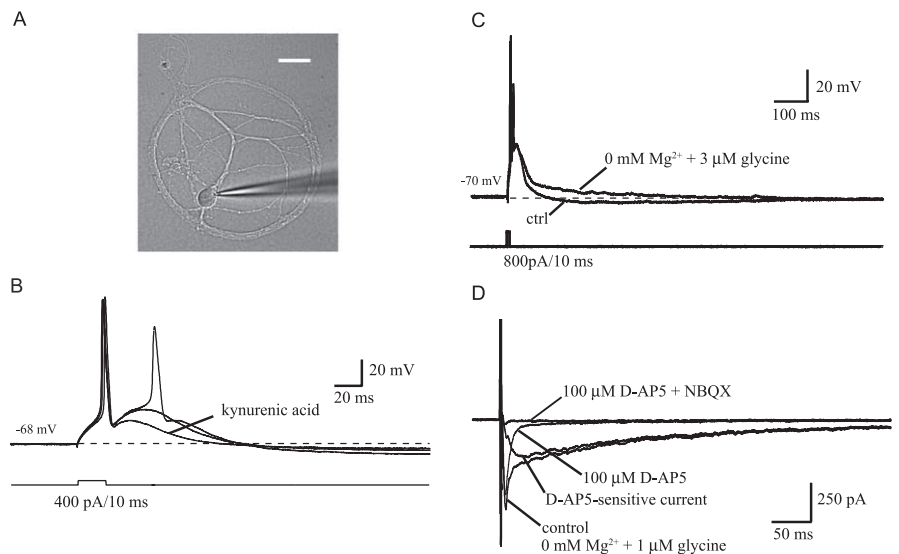 A
C
20 mV
100 ms
0 mM Mg²⁺ + 3 µM glycine
-70 mV
ctrl
800pA/10 ms
B
20 mV
20 ms
kynurenic acid
-68 mV
400 pA/10 ms
D
100 µM D-AP5 + NBQX
100 µM D-AP5
D-AP5-sensitive current
control
0 mM Mg²⁺ + 1 µM glycine
250 pA
50 ms